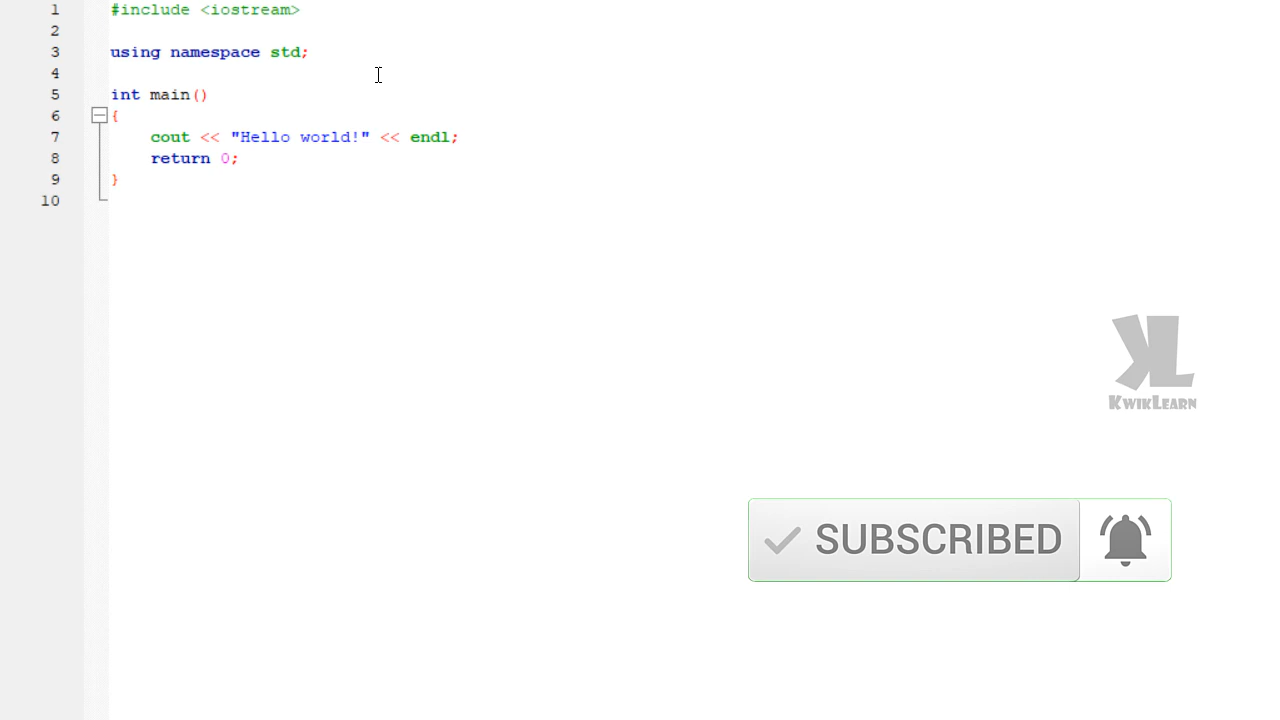 1 #include <iostream>
2
3 using namespace std;
4
5 int main()
6 {
7 cout << "Hello world!" << endl;
8 return 0;
9 }
10
KL
KWIKLEARN
SUBSCRIBED